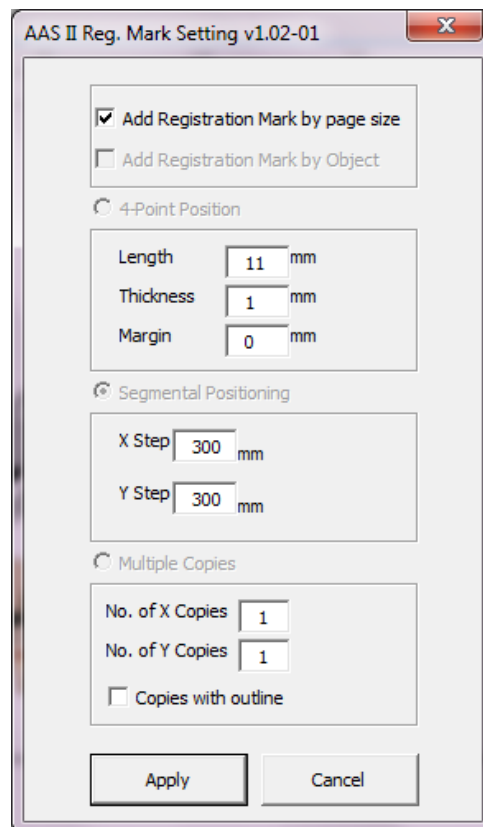 AAS II Reg. Mark Setting v1.02-01
Add Registration Mark by page size
Add Registration Mark by Object
4-Point Position
Length 11 mm
Thickness 1 mm
Margin 0 mm
Segmental Positioning
X Step 300 mm
Y Step 300 mm
Multiple Copies
No. of X Copies 1
No. of Y Copies 1
Copies with outline
Apply Cancel